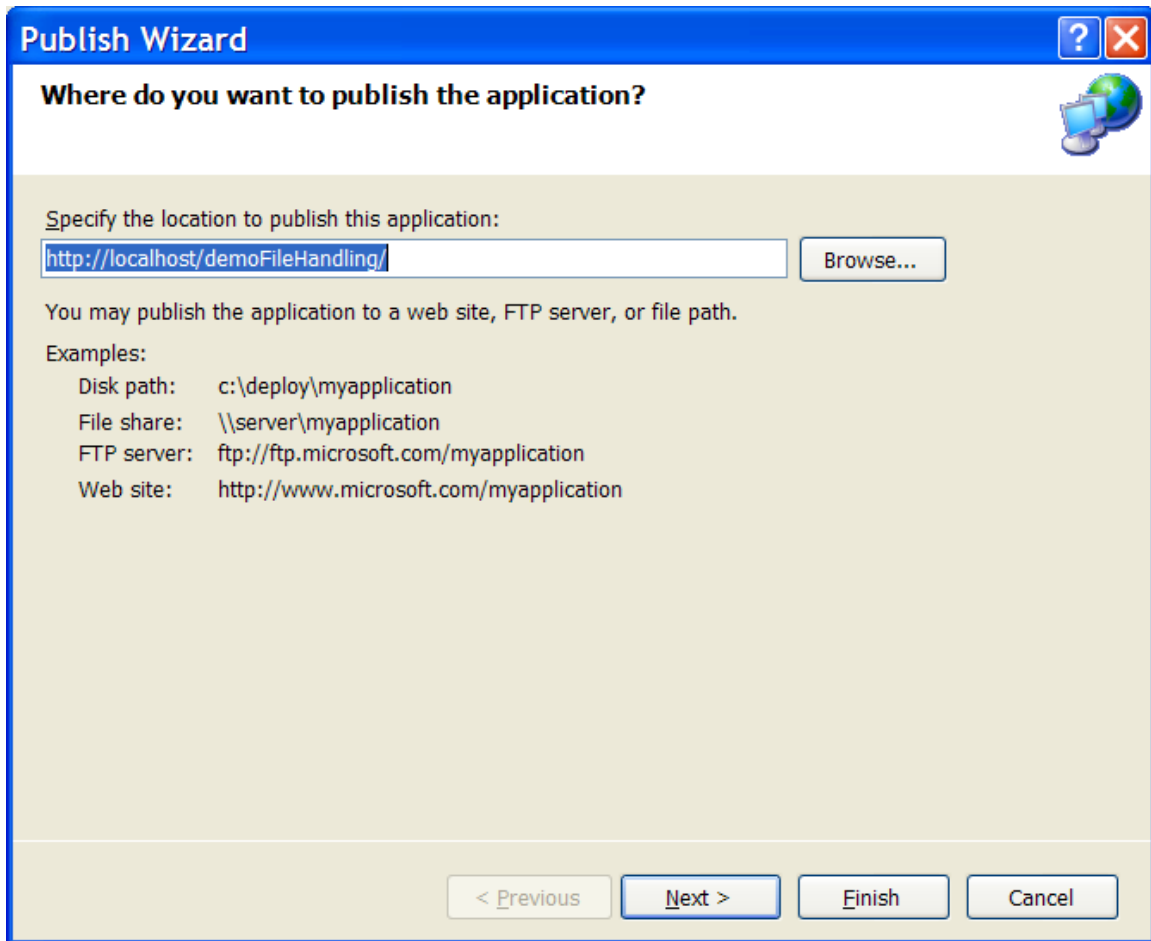 Publish Wizard
?
Where do you want to publish the application?
Specify the location to publish this application:
http://localhost/demoFileHandling/
Browse...
You may publish the application to a web site, FTP server, or file path.
Examples:
Disk path: c:\deploy\myapplication
File share: \\server\myapplication
FTP server: ftp://ftp.microsoft.com/myapplication
Web site: http://www.microsoft.com/myapplication
< Previous Next > Finish Cancel